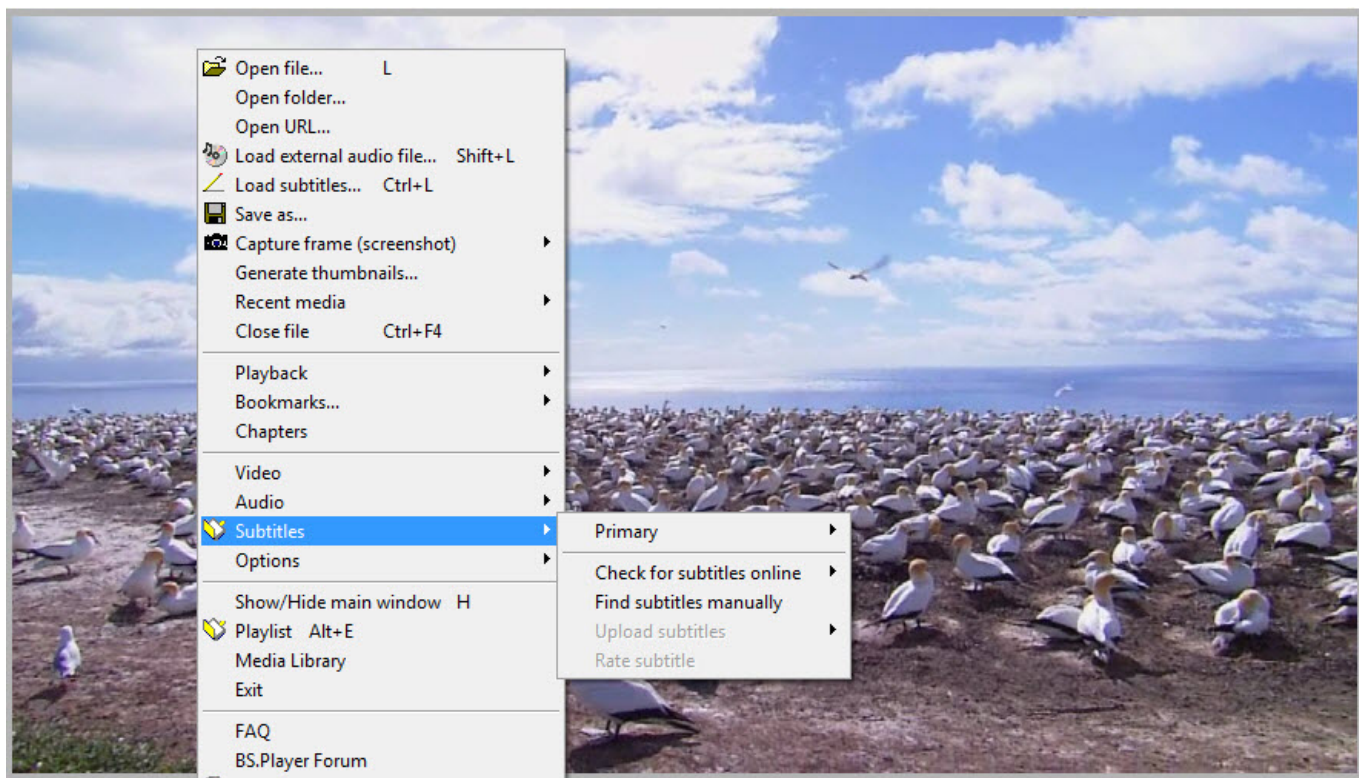 Open file... L
Open folder...
Open URL...
Load external audio file... Shift+L
Load subtitles... Ctrl+L
Save as...
Capture frame (screenshot)
Generate thumbnails...
Recent media
Close file Ctrl+F4
Playback
Bookmarks...
Chapters
Video
Audio
Subtitles
Options
Show/Hide main window H
Playlist Alt+E
Media Library
Exit
FAQ
BS.Player Forum
Primary
Check for subtitles online
Find subtitles manually
Upload subtitles
Rate subtitle